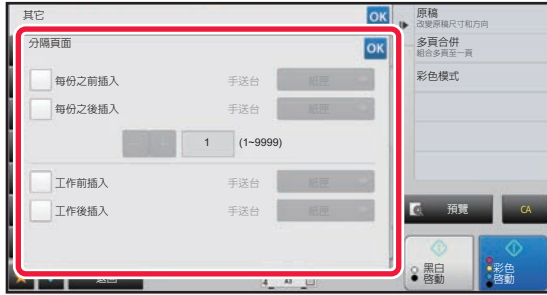 其它
OK
分隔頁面
OK
每份之前插入 手送台 紙匣
每份之後插入 手送台 紙匣
1 (1~9999)
工作前插入 手送台 紙匣
工作後插入 手送台 紙匣
原稿
改變原稿尺寸和方向
多頁合併
組合多頁至一頁
彩色模式
預覽
CA
黑白
啓動
彩色
啓動
A3